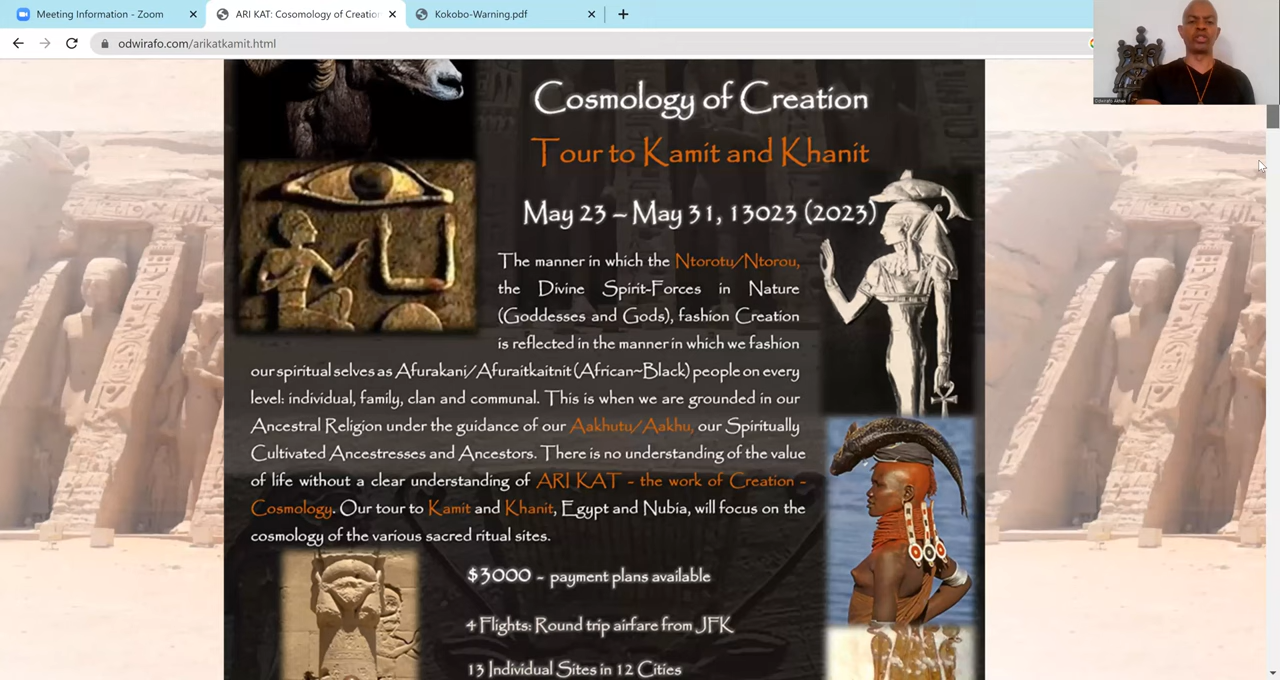 Meeting Information - Zoom
ARI KAT: Cosomology of Creatio
Kokobo-Warning.pdf
odwirafo.com/arikatkamit.html
Odwirafo Akhan
Cosmology of Creation
Tour to Kamit and Khanit
May 23 – May 31, 13023 (2023)
The manner in which the Ntorotu/Ntorou,
the Divine Spirit-Forces in Nature
(Goddesses and Gods), fashion Creation
is reflected in the manner in which we fashion
our spiritual selves as Afurakani/Afuraitkaitnit (African~Black) people on every
level: individual, family, clan and communal. This is when we are grounded in our
Ancestral Religion under the guidance of our Aakhutu/Aakhu, our Spiritually
Cultivated Ancestresses and Ancestors. There is no understanding of the value
of life without a clear understanding of ARI KAT - the work of Creation -
Cosmology. Our tour to Kamit and Khanit, Egypt and Nubia, will focus on the
cosmology of the various sacred ritual sites.
$3000 - payment plans available
4 Flights: Round trip airfare from JFK
13 Individual Sites in 12 Cities